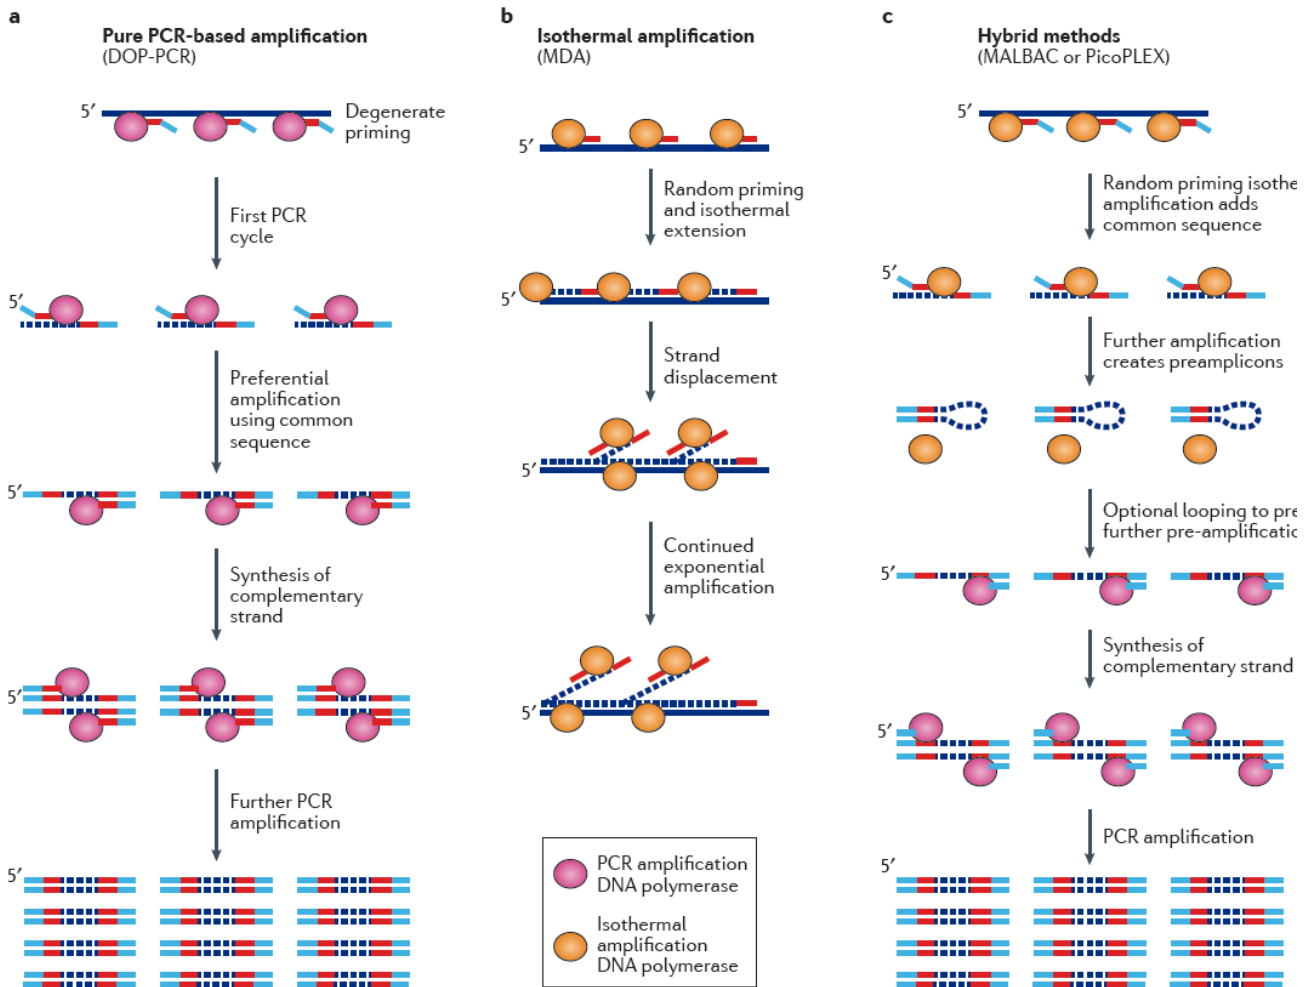 a
Pure PCR-based amplification
(DOP-PCR)
5′
Degenerate
priming
First PCR
cycle
5′
Preferential
amplification
using common
sequence
5′
Synthesis of
complementary
strand
5′
Further PCR
amplification
5′
b
Isothermal amplification
(MDA)
5′
Random priming
and isothermal
extension
5′
Strand
displacement
5′
Continued
exponential
amplification
5′
PCR amplification
DNA polymerase
Isothermal
amplification
DNA polymerase
c
Hybrid methods
(MALBAC or PicoPLEX)
5′
Random priming isothe
amplification adds
common sequence
5′
Further amplification
creates preamplicons
Optional looping to pre
further pre-amplificatio
5′
Synthesis of
complementary strand
5′
PCR amplification
5′